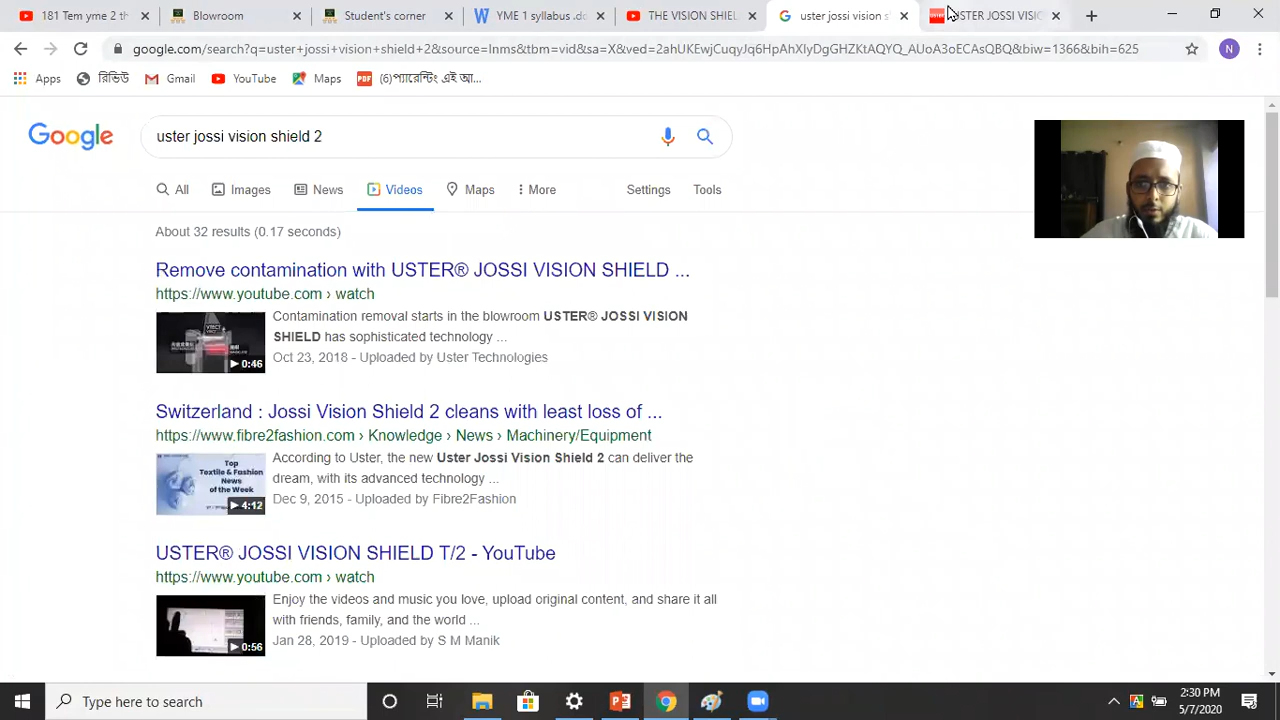 181 Tem yme 2 th
Blowroom
Student's corner
YME 1 syllabus .do
THE VISION SHIEL
uster jossi vision s
USTER JOSSI VISIO
google.com/search?q=uster+jossi+vision+shield+2&source=lnms&tbm=vid&sa=X&ved=2ahUKEwjCuqyJq6HpAhXlyDgGHZKtAQYQ_AUoA3oECAsQBQ&biw=1366&bih=625
N
Apps
রিভিউ
Gmail
YouTube
Maps
(6)প্যারেন্টিং এই আ...
Google
uster jossi vision shield 2
All
Images
News
Videos
Maps
More
Settings
Tools
About 32 results (0.17 seconds)
Remove contamination with USTER® JOSSI VISION SHIELD ...
https://www.youtube.com › watch
Contamination removal starts in the blowroom USTER® JOSSI VISION
SHIELD has sophisticated technology ...
0:46
Oct 23, 2018 - Uploaded by Uster Technologies
Switzerland : Jossi Vision Shield 2 cleans with least loss of ...
https://www.fibre2fashion.com › Knowledge › News › Machinery/Equipment
Top
Textile & Fashion
News
of the Week
4:12
According to Uster, the new Uster Jossi Vision Shield 2 can deliver the
dream, with its advanced technology ...
Dec 9, 2015 - Uploaded by Fibre2Fashion
USTER® JOSSI VISION SHIELD T/2 - YouTube
https://www.youtube.com › watch
Enjoy the videos and music you love, upload original content, and share it all
with friends, family, and the world ...
0:56
Jan 28, 2019 - Uploaded by S M Manik
Type here to search
2:30 PM
5/7/2020